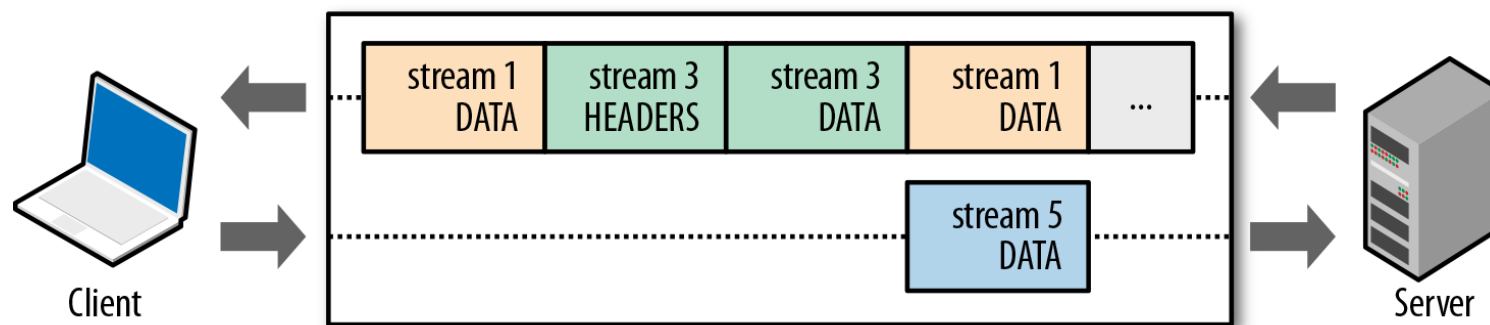 stream 1
DATA
stream 3
HEADERS
stream 3
DATA
stream 1
DATA
...
stream 5
DATA
Client
Server